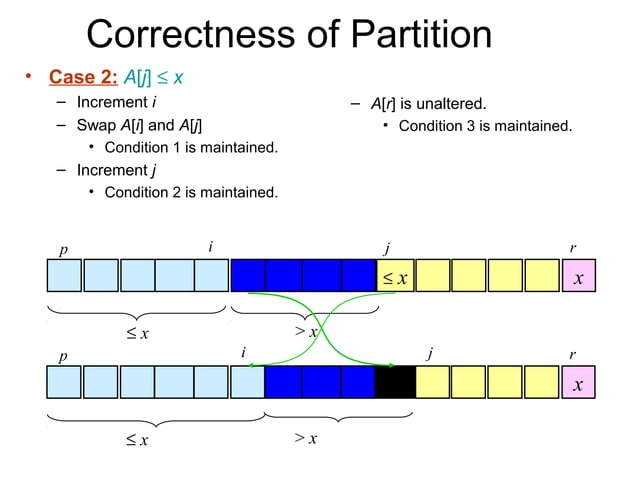 Correctness of Partition
• Case 2: A[j] ≤ x
– Increment i
– Swap A[i] and A[j]
• Condition 1 is maintained.
– Increment j
• Condition 2 is maintained.
– A[r] is unaltered.
• Condition 3 is maintained.
p i j r
≤ x x
≤ x > x
p i j r
x
≤ x > x